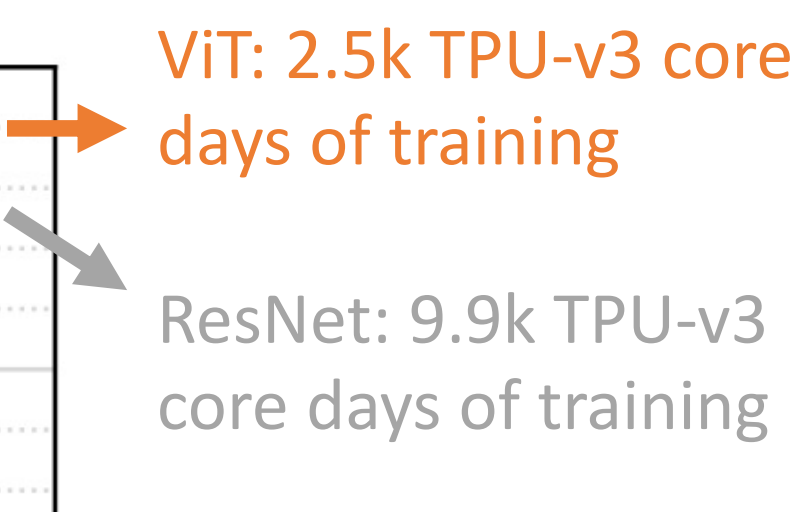 ViT: 2.5k TPU-v3 core
days of training
ResNet: 9.9k TPU-v3
core days of training